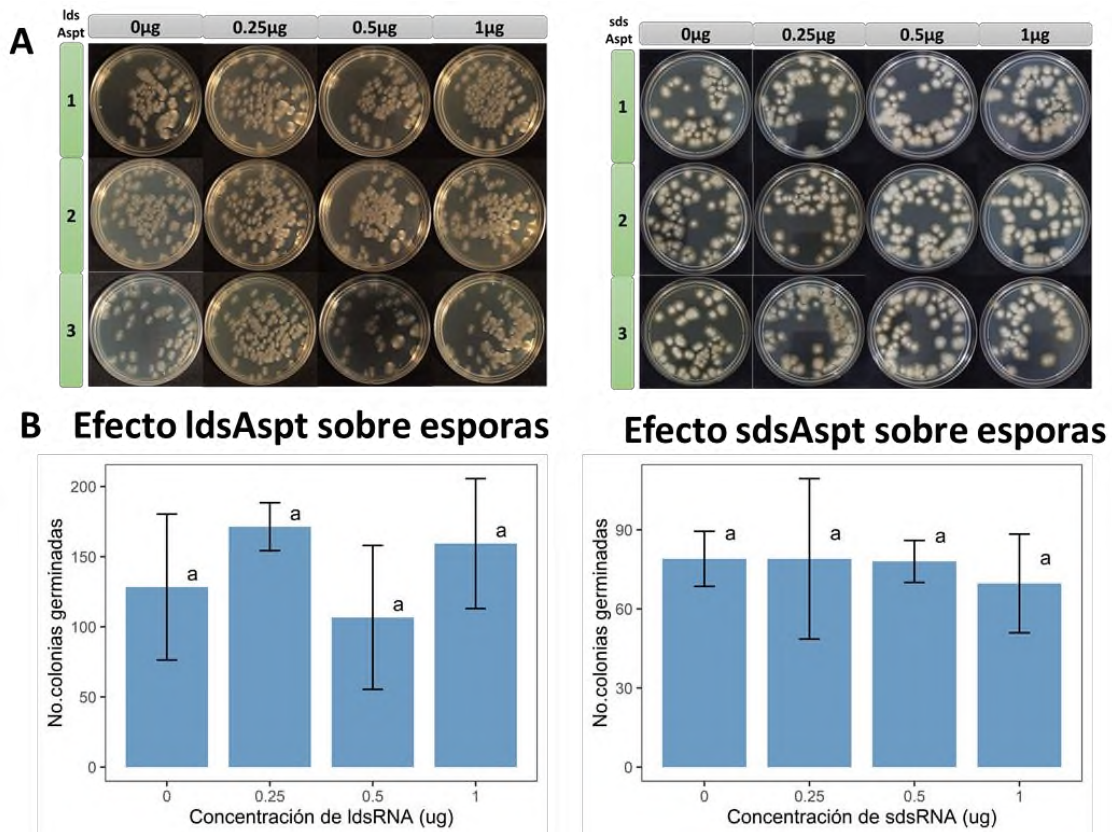 A
lds
Aspt
0µg 0.25µg 0.5µg 1µg
1
2
3
sds
Aspt
0µg 0.25µg 0.5µg 1µg
1
2
3
B Efecto ldsAspt sobre esporas
No.colonias germinadas
200
150
100
50
0
a a a a
0 0.25 0.5 1
Concentración de ldsRNA (ug)
Efecto sdsAspt sobre esporas
No.colonias germinadas
90
60
30
0
a a a a
0 0.25 0.5 1
Concentración de sdsRNA (ug)